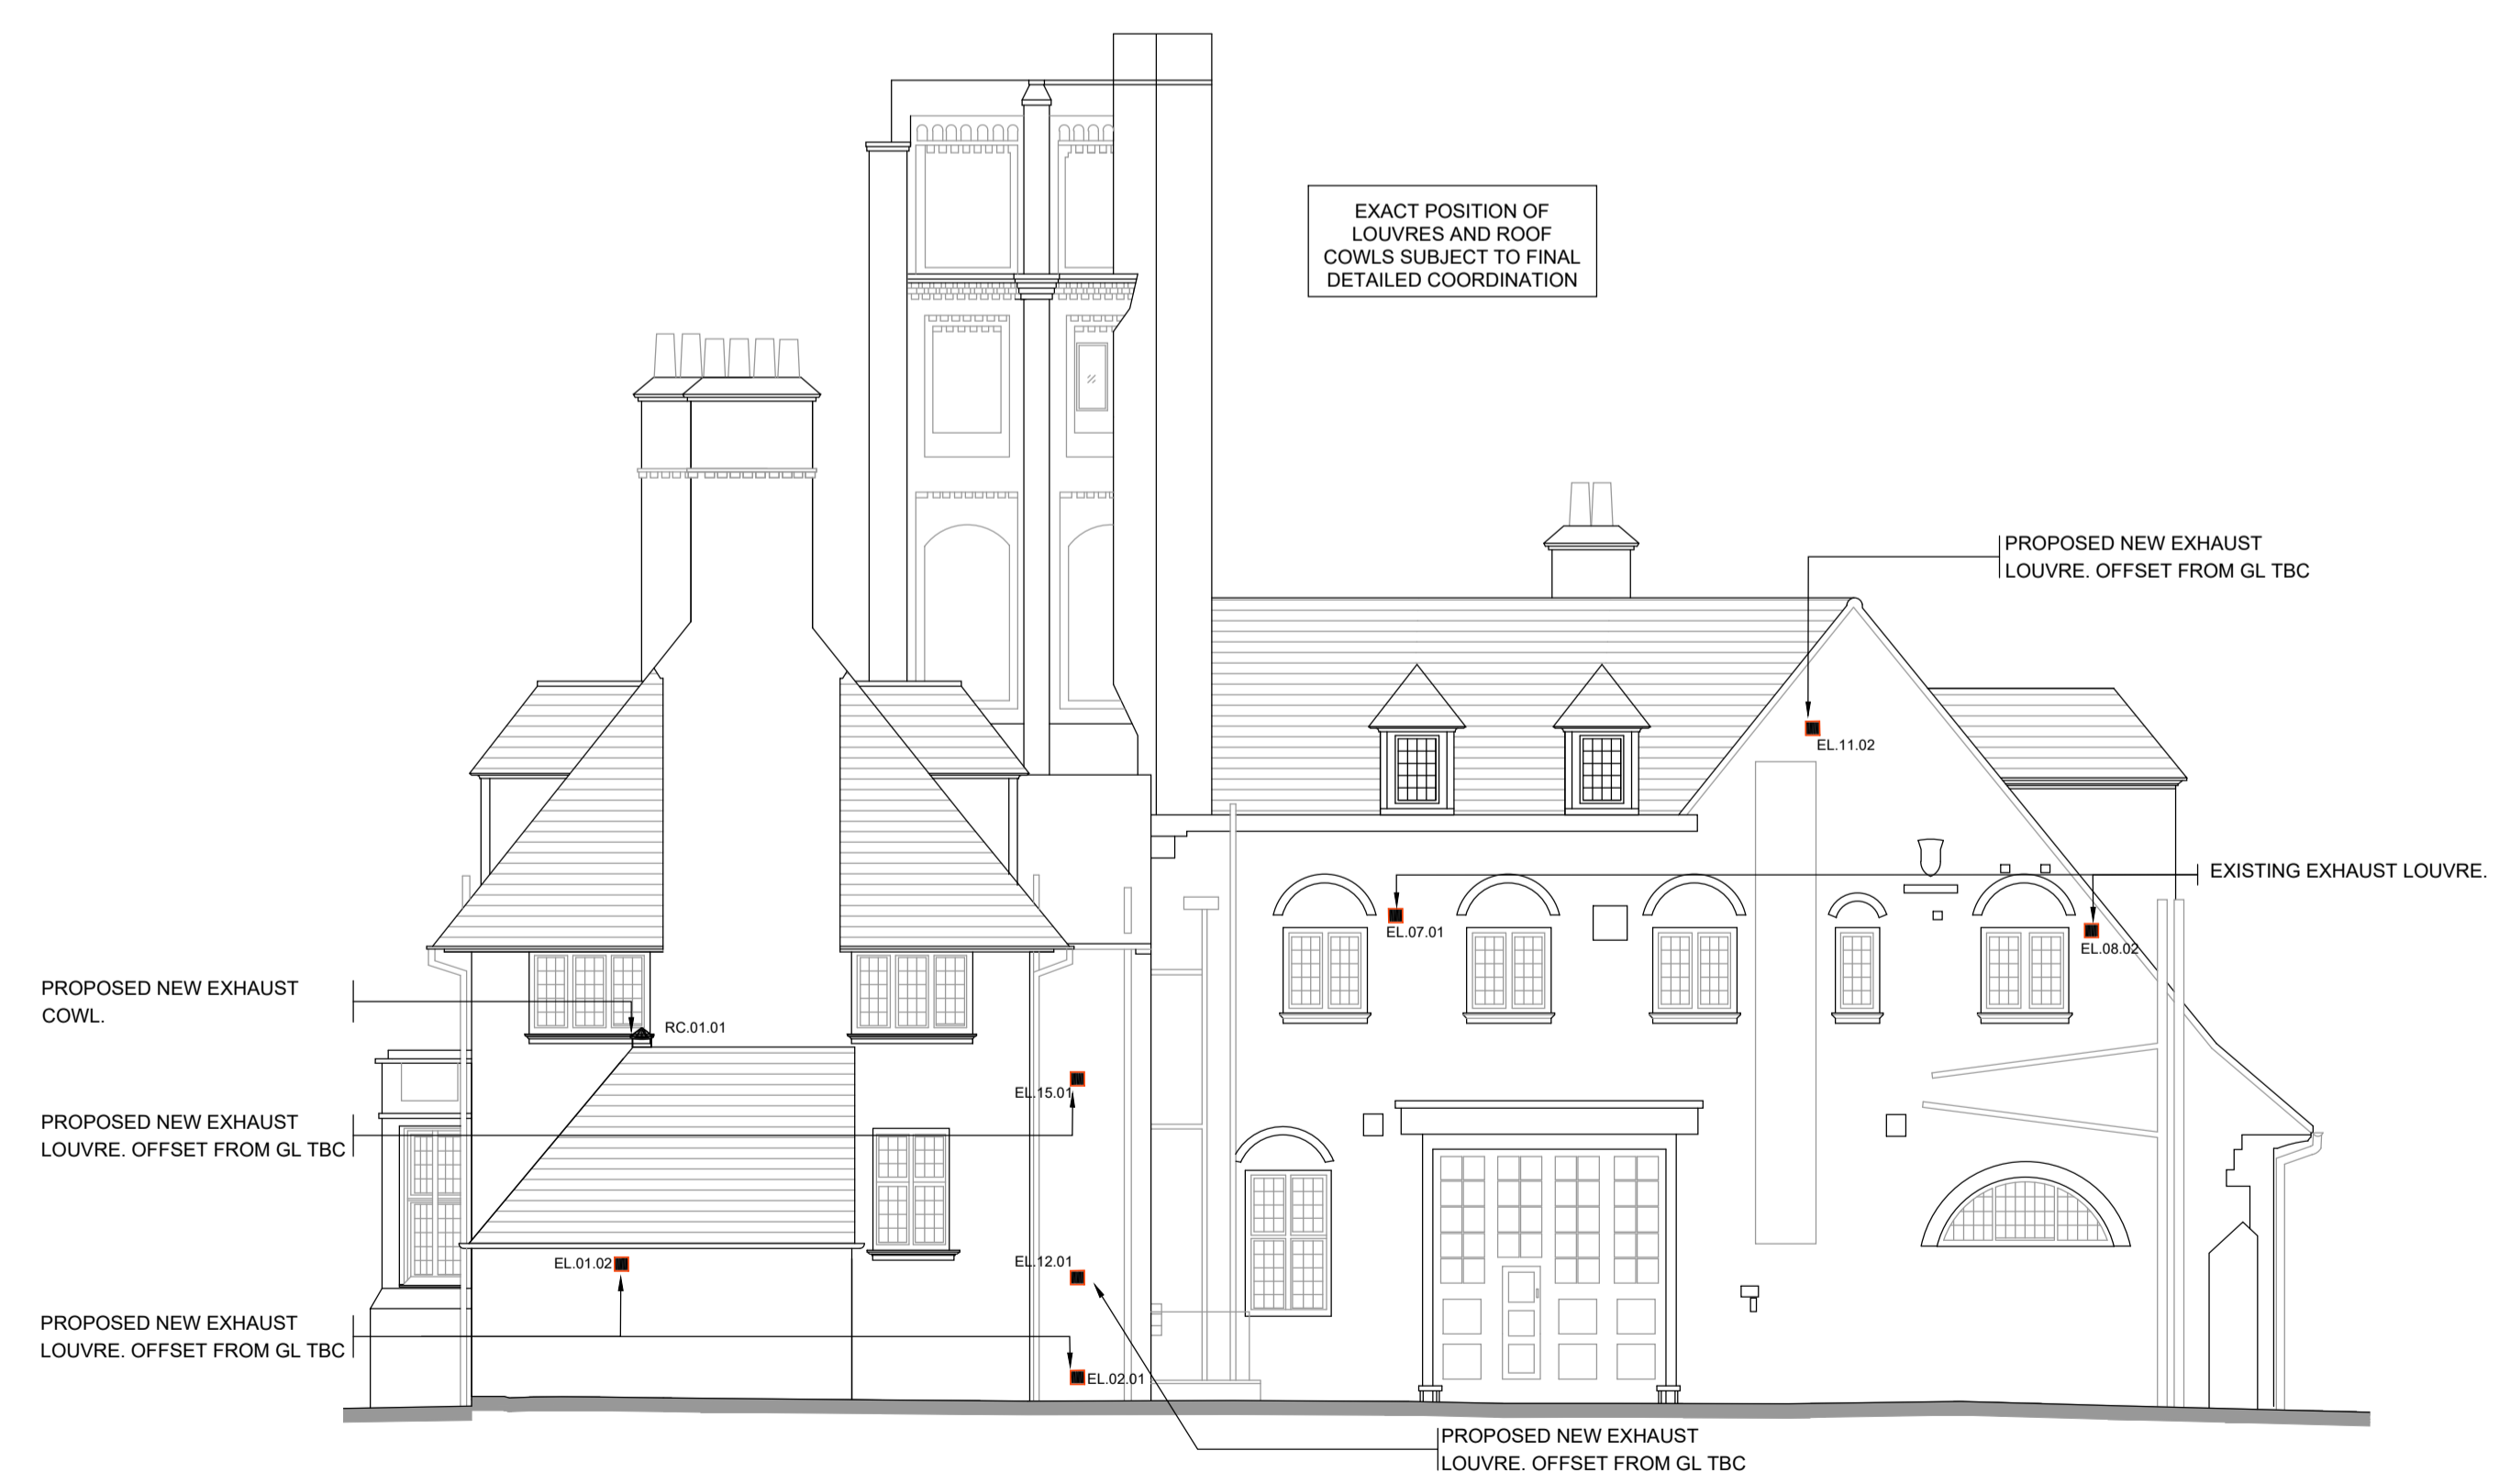 EXACT POSITION OF
LOUVRES AND ROOF
COWLS SUBJECT TO FINAL
DETAILED COORDINATION
PROPOSED NEW EXHAUST
LOUVRE. OFFSET FROM GL TBC
EL.11.02
EXISTING EXHAUST LOUVRE.
EL.07.01
EL.08.02
PROPOSED NEW EXHAUST
COWL.
RC.01.01
EL.15.01
PROPOSED NEW EXHAUST
LOUVRE. OFFSET FROM GL TBC
EL.12.01
EL.01.02
PROPOSED NEW EXHAUST
LOUVRE. OFFSET FROM GL TBC
EL.02.01
PROPOSED NEW EXHAUST
LOUVRE. OFFSET FROM GL TBC